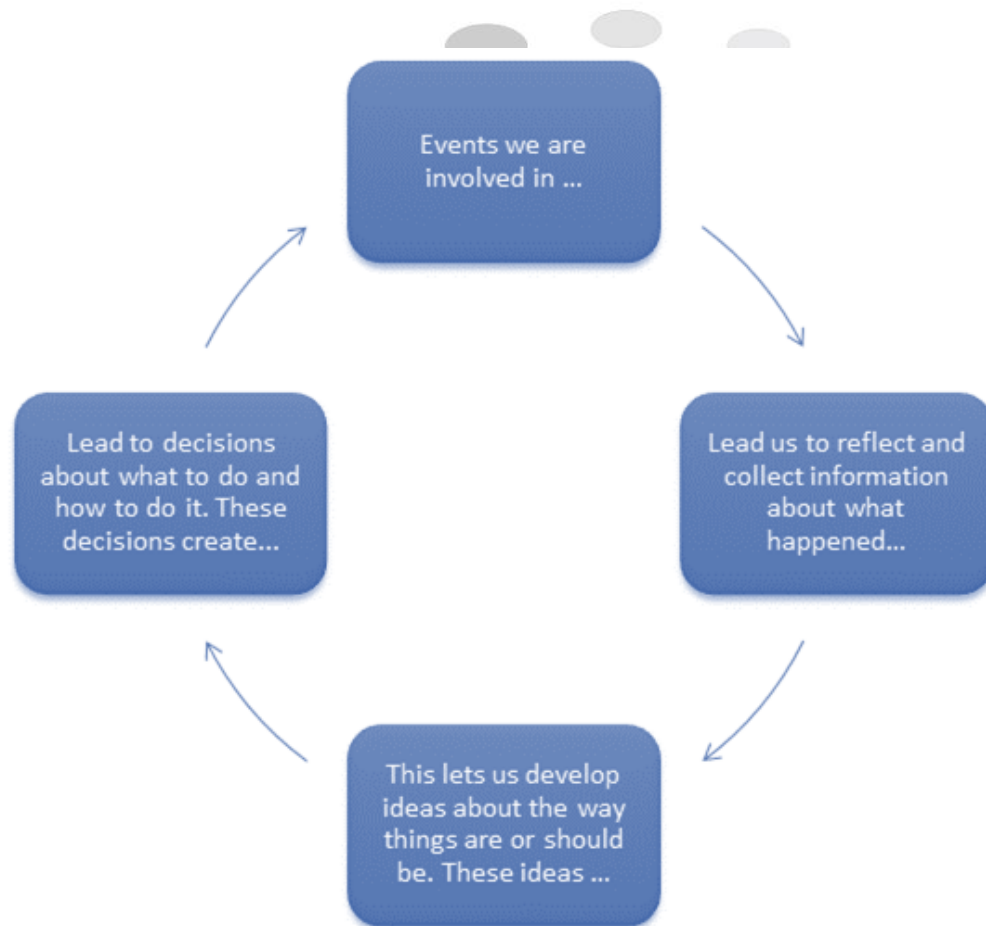 Events we are
involved in ...
Lead us to reflect and
collect information
about what
happened...
This lets us develop
ideas about the way
things are or should
be. These ideas ...
Lead to decisions
about what to do and
how to do it. These
decisions create...